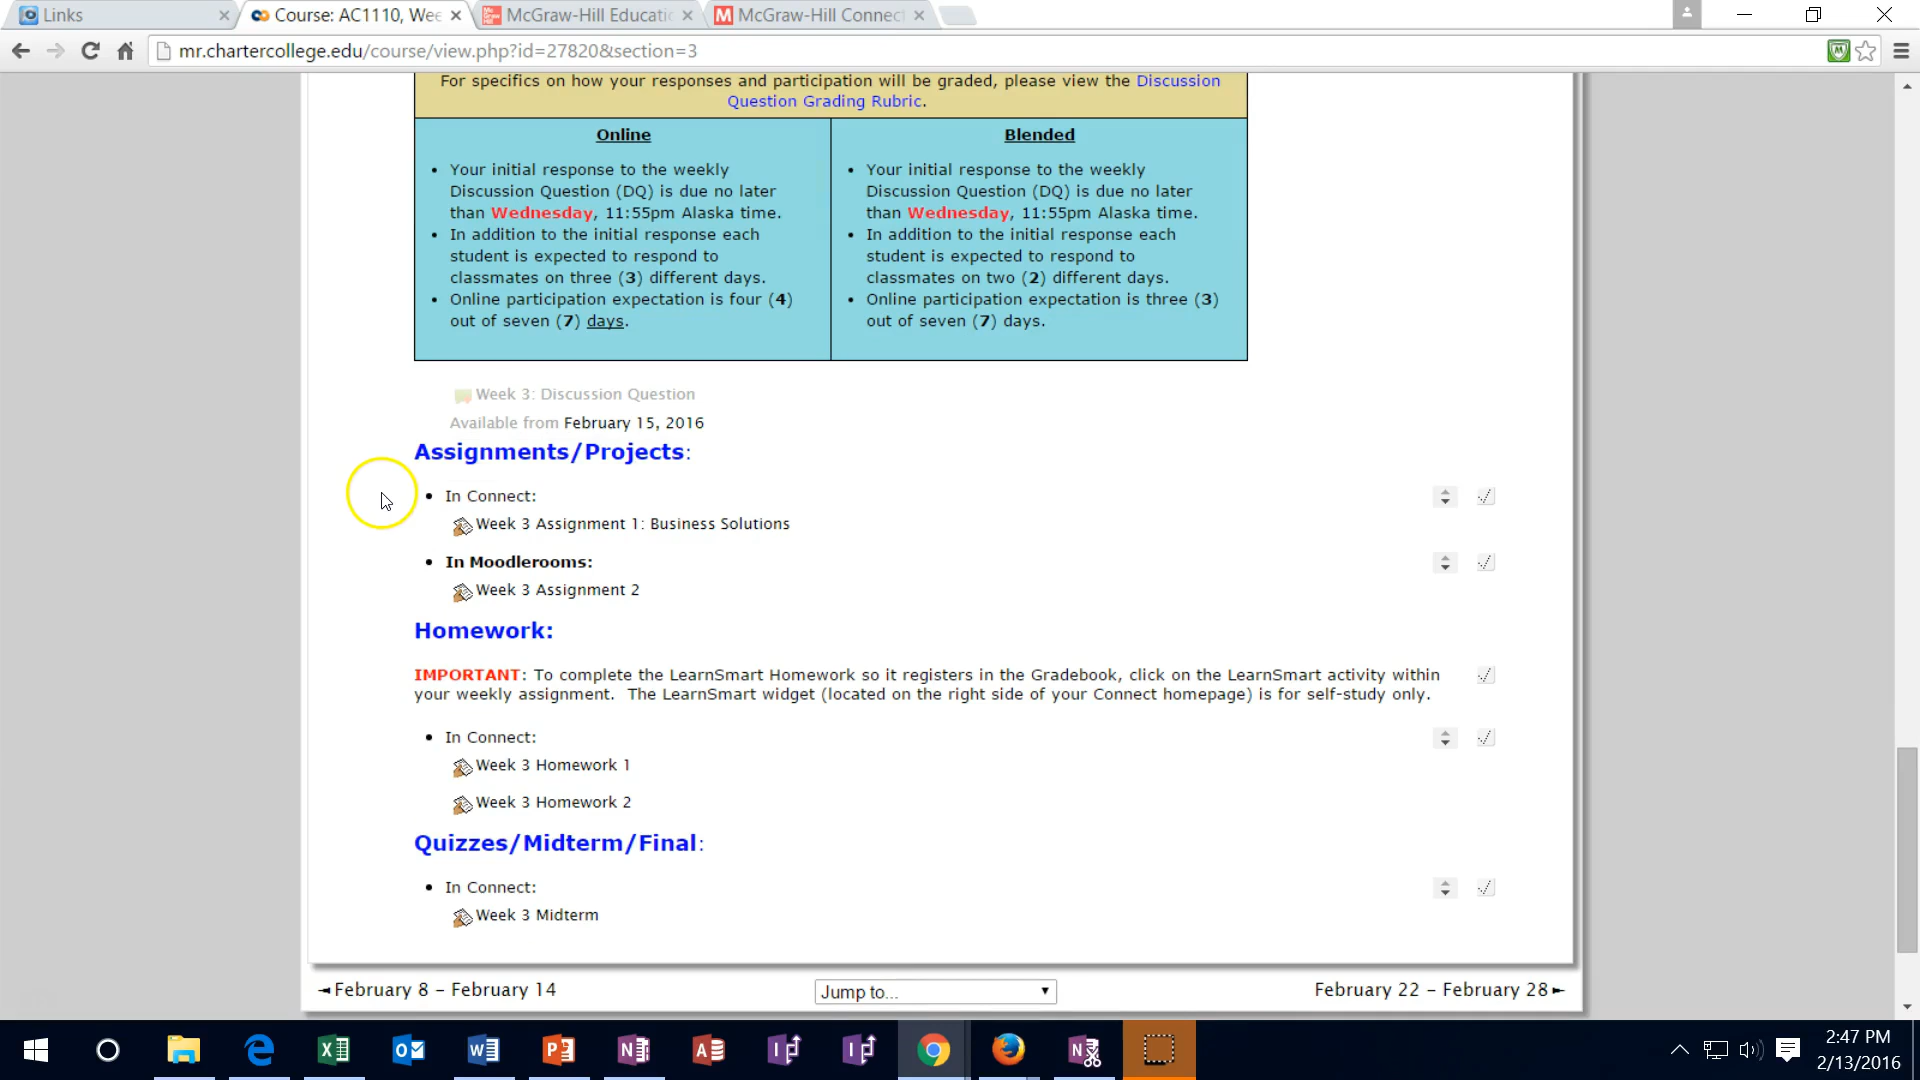 Links
Course: AC1110, Wee
McGraw-Hill Educatio
McGraw-Hill Connect
mr.chartercollege.edu/course/view.php?id=27820&section=3
For specifics on how your responses and participation will be graded, please view the Discussion
Question Grading Rubric.
Online
• Your initial response to the weekly
Discussion Question (DQ) is due no later
than Wednesday, 11:55pm Alaska time.
• In addition to the initial response each
student is expected to respond to
classmates on three (3) different days.
• Online participation expectation is four (4)
out of seven (7) days.
Blended
• Your initial response to the weekly
Discussion Question (DQ) is due no later
than Wednesday, 11:55pm Alaska time.
• In addition to the initial response each
student is expected to respond to
classmates on two (2) different days.
• Online participation expectation is three (3)
out of seven (7) days.
Week 3: Discussion Question
Available from February 15, 2016
Assignments/Projects:
• In Connect:
Week 3 Assignment 1: Business Solutions
• In Moodlerooms:
Week 3 Assignment 2
Homework:
IMPORTANT: To complete the LearnSmart Homework so it registers in the Gradebook, click on the LearnSmart activity within
your weekly assignment. The LearnSmart widget (located on the right side of your Connect homepage) is for self-study only.
• In Connect:
Week 3 Homework 1
Week 3 Homework 2
Quizzes/Midterm/Final:
• In Connect:
Week 3 Midterm
◄ February 8 - February 14
Jump to...
February 22 - February 28 ►
2:47 PM
2/13/2016